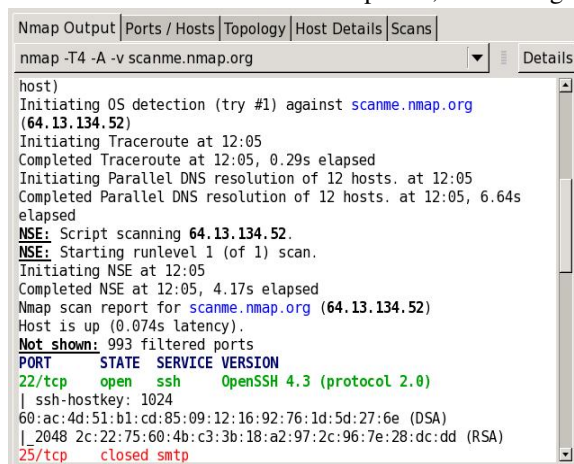 Nmap Output Ports / Hosts Topology Host Details Scans
nmap -T4 -A -v scanme.nmap.org Details
host)
Initiating OS detection (try #1) against scanme.nmap.org
(64.13.134.52)
Initiating Traceroute at 12:05
Completed Traceroute at 12:05, 0.29s elapsed
Initiating Parallel DNS resolution of 12 hosts. at 12:05
Completed Parallel DNS resolution of 12 hosts. at 12:05, 6.64s
elapsed
NSE: Script scanning 64.13.134.52.
NSE: Starting runlevel 1 (of 1) scan.
Initiating NSE at 12:05
Completed NSE at 12:05, 4.17s elapsed
Nmap scan report for scanme.nmap.org (64.13.134.52)
Host is up (0.074s latency).
Not shown: 993 filtered ports
PORT STATE SERVICE VERSION
22/tcp open ssh OpenSSH 4.3 (protocol 2.0)
| ssh-hostkey: 1024
60:ac:4d:51:b1:cd:85:09:12:16:92:76:1d:5d:27:6e (DSA)
|_2048 2c:22:75:60:4b:c3:3b:18:a2:97:2c:96:7e:28:dc:dd (RSA)
25/tcp closed smtp